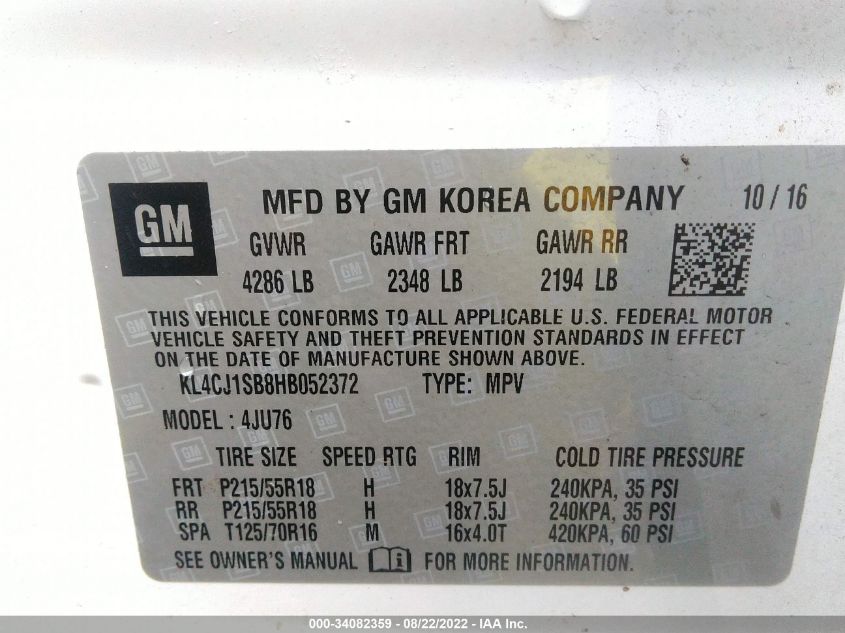 GM
MFD BY GM KOREA COMPANY 10 / 16
GVWR GAWR FRT GAWR RR
4286 LB 2348 LB 2194 LB
THIS VEHICLE CONFORMS TO ALL APPLICABLE U.S. FEDERAL MOTOR
VEHICLE SAFETY AND THEFT PREVENTION STANDARDS IN EFFECT
ON THE DATE OF MANUFACTURE SHOWN ABOVE.
KL4CJ1SB8HB052372 TYPE: MPV
MODEL : 4JU76
TIRE SIZE SPEED RTG RIM COLD TIRE PRESSURE
FRT P215/55R18 H 18x7.5J 240KPA, 35 PSI
RR P215/55R18 H 18x7.5J 240KPA, 35 PSI
SPA T125/70R16 M 16x4.0T 420KPA, 60 PSI
SEE OWNER'S MANUAL FOR MORE INFORMATION.
000-34082359 - 08/22/2022 - IAA Inc.